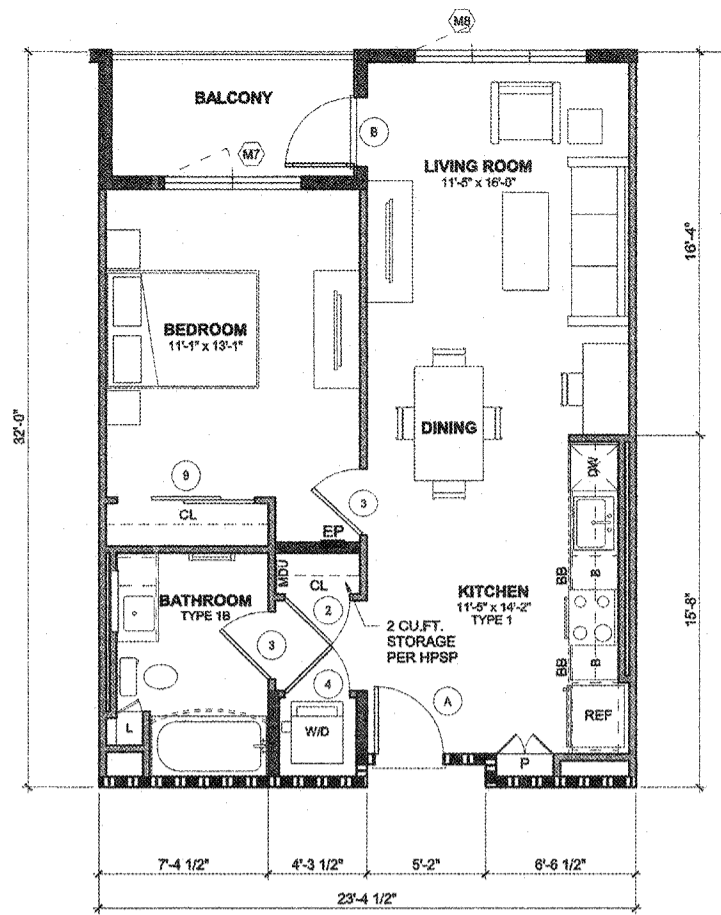 M8
BALCONY
B
M7
LIVING ROOM
11'-5" x 16'-0"
16'-4"
BEDROOM
11'-1" x 13'-1"
32'-0"
DINING
9
CL
3
DW
EP
MDU
CL
BB
B
BATHROOM
TYPE 1B
KITCHEN
11'-5" x 14'-2"
TYPE 1
2
2 CU.FT.
STORAGE
PER HPSP
3
15'-8"
4
BB
B
A
L
W/D
REF
P
7'-4 1/2"
4'-3 1/2"
5'-2"
6'-6 1/2"
23'-4 1/2"